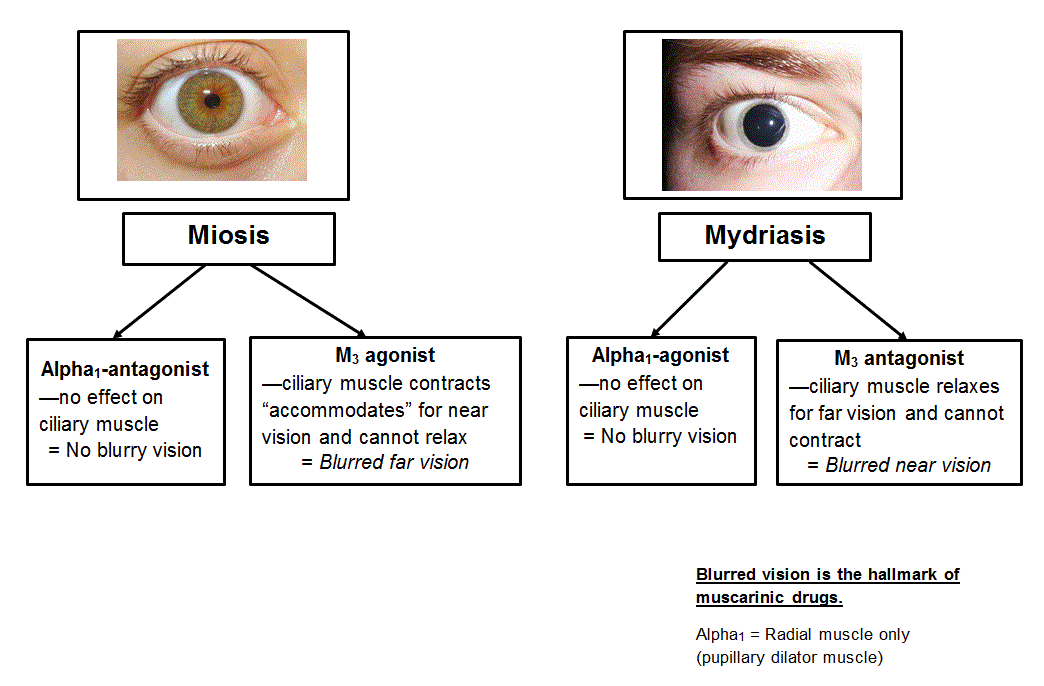 Miosis
Mydriasis
Alpha₁-antagonist
—no effect on
ciliary muscle
= No blurry vision
M₃ agonist
—ciliary muscle contracts
“accommodates” for near
vision and cannot relax
= Blurred far vision
Alpha₁-agonist
—no effect on
ciliary muscle
= No blurry vision
M₃ antagonist
—ciliary muscle relaxes
for far vision and cannot
contract
= Blurred near vision
Blurred vision is the hallmark of
muscarinic drugs.
Alpha₁ = Radial muscle only
(pupillary dilator muscle)